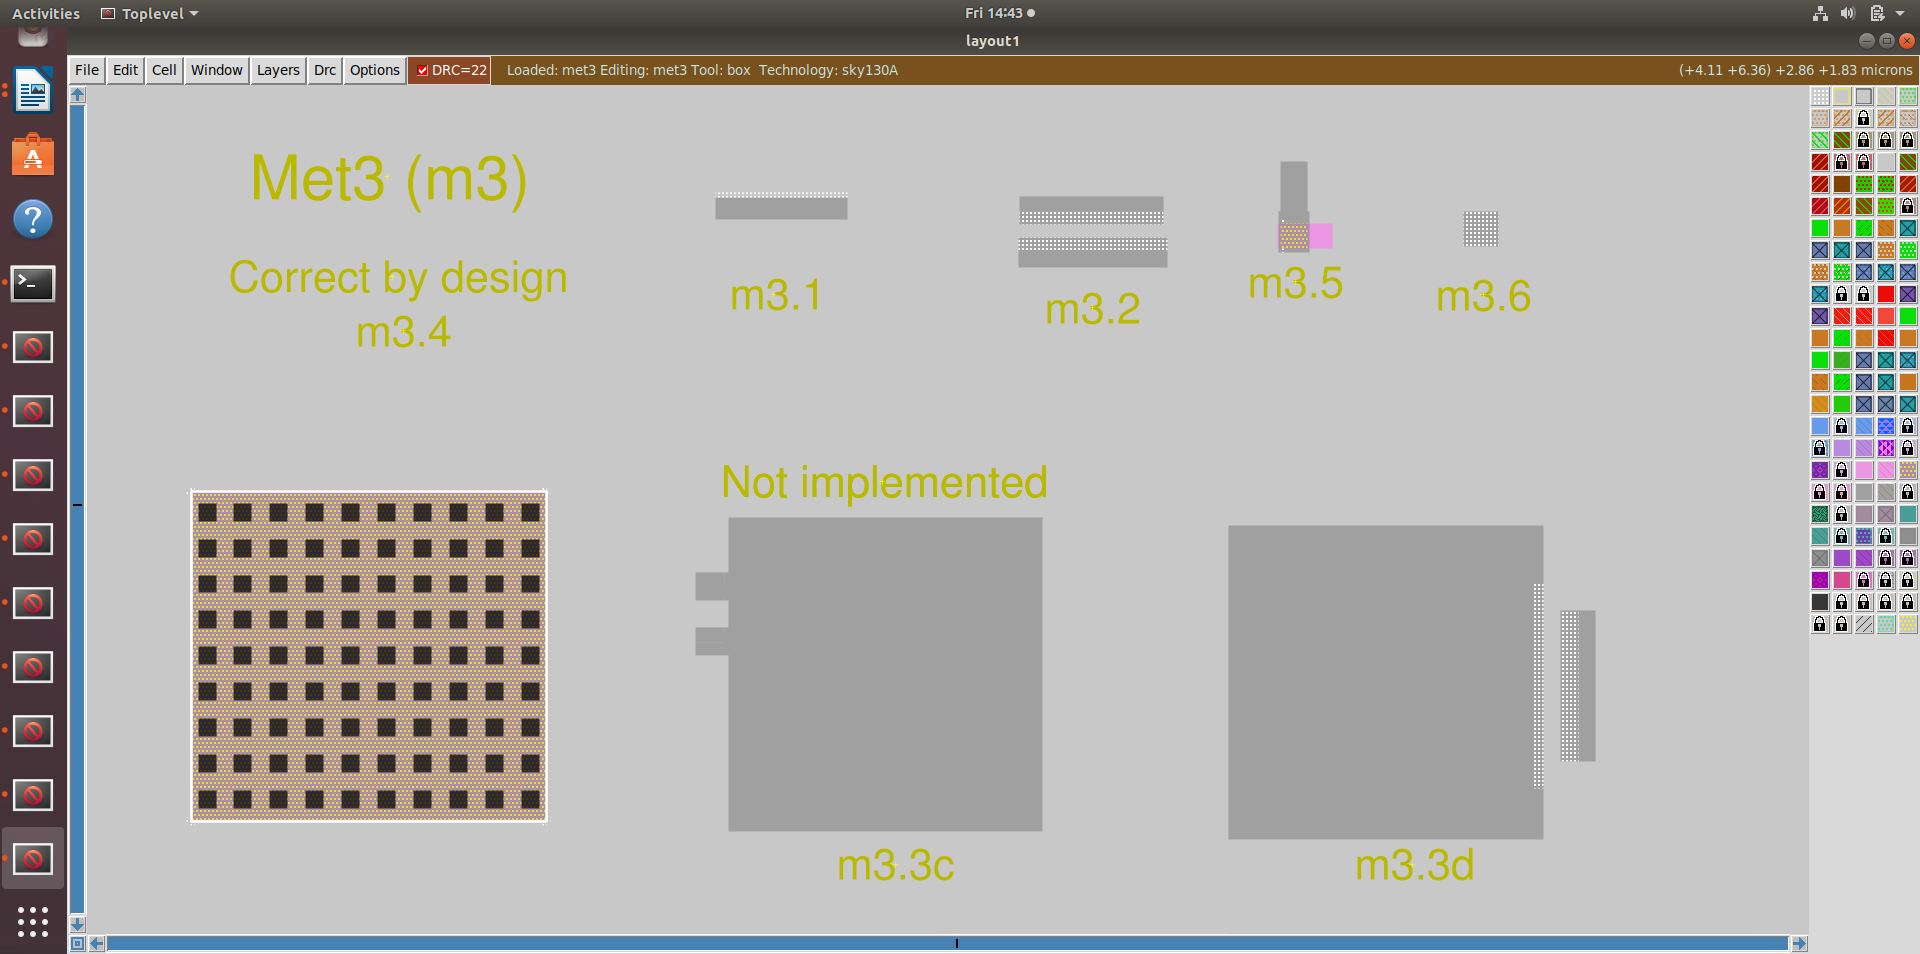 Activities
Toplevel
Fri 14:43
layout1
File
Edit
Cell
Window
Layers
Drc
Options
DRC=22
Loaded: met3 Editing: met3 Tool: box Technology: sky130A
(+4.11 +6.36) +2.86 +1.83 microns
Met3 (m3)
Correct by design
m3.4
m3.1
m3.2
m3.5
m3.6
Not implemented
m3.3c
m3.3d